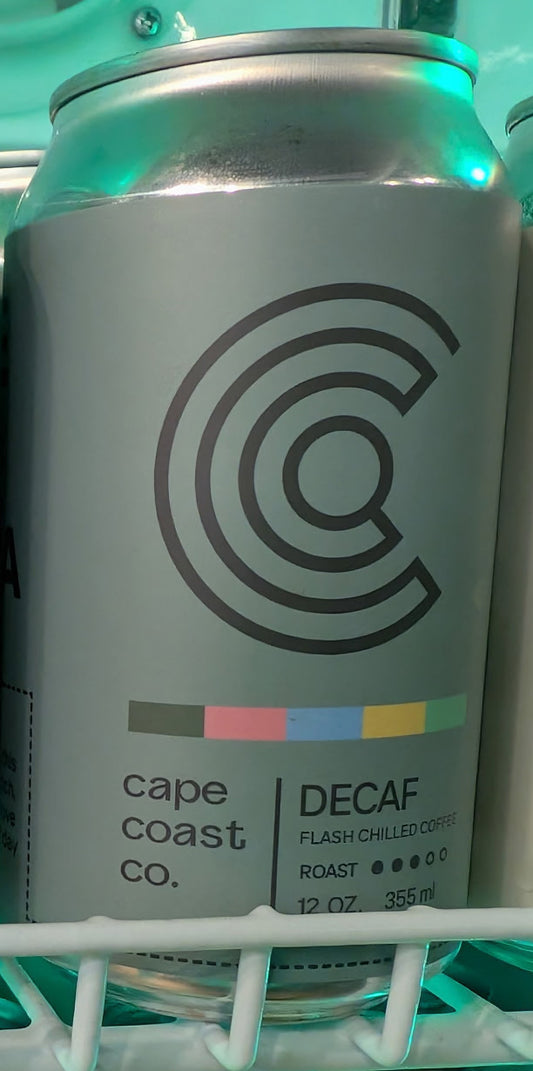 cape
coast
co.
DECAF
FLASH CHILLED COFFEE
ROAST
12 OZ. 355 ml
A